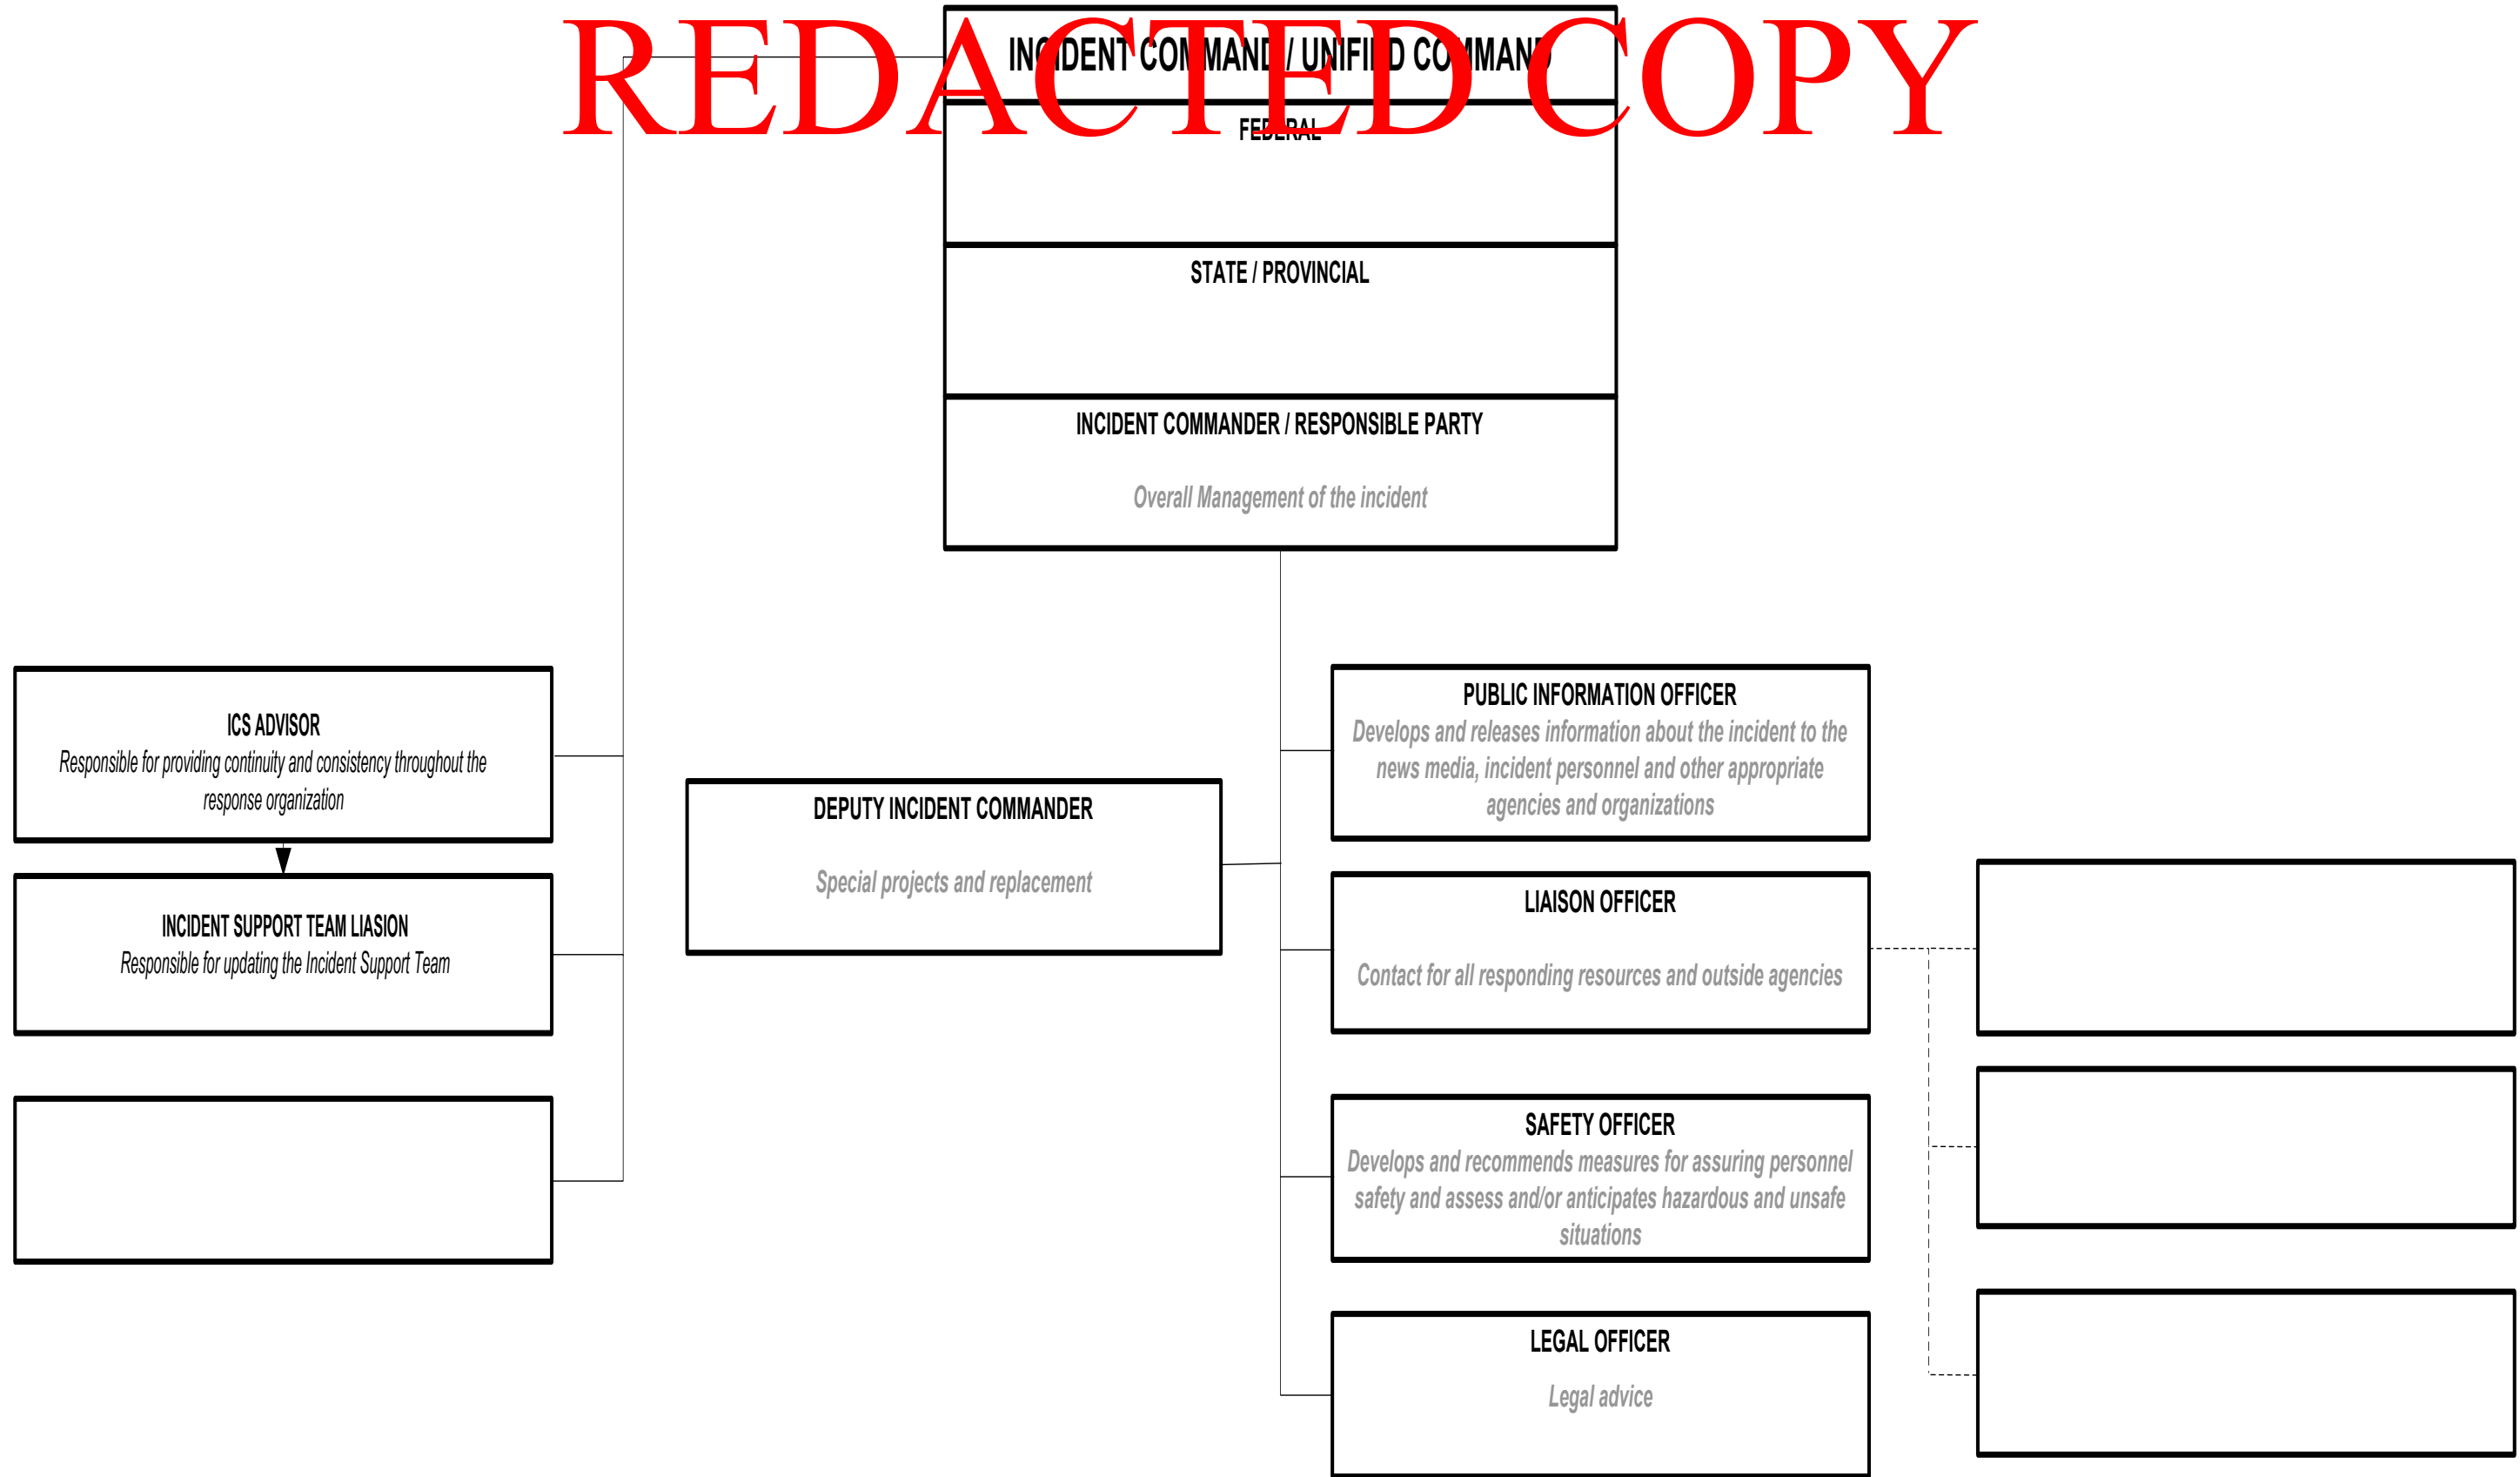 REDACTED COPY
INCIDENT COMMAND / UNIFIED COMMAND
FEDERAL
STATE / PROVINCIAL
INCIDENT COMMANDER / RESPONSIBLE PARTY
Overall Management of the incident
ICS ADVISOR
Responsible for providing continuity and consistency throughout the
response organization
INCIDENT SUPPORT TEAM LIASION
Responsible for updating the Incident Support Team
DEPUTY INCIDENT COMMANDER
Special projects and replacement
PUBLIC INFORMATION OFFICER
Develops and releases information about the incident to the
news media, incident personnel and other appropriate
agencies and organizations
LIAISON OFFICER
Contact for all responding resources and outside agencies
SAFETY OFFICER
Develops and recommends measures for assuring personnel
safety and assess and/or anticipates hazardous and unsafe
situations
LEGAL OFFICER
Legal advice